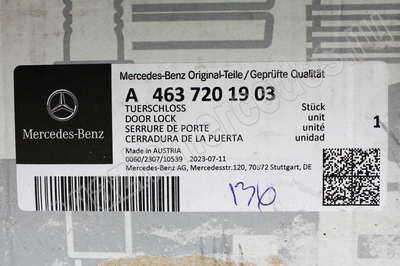 Mercedes-Benz Original-Teile/Geprüfte Qualität
A 463 720 19 03
TUERSCHLOSS Stück
DOOR LOCK unit
SERRURE DE PORTE unité 1
CERRADURA DE LA PUERTA unidad
Made in AUSTRIA
0060/2307/10539 2023-07-11
Mercedes-Benz AG, Mercedesstr.120, 70372 Stuttgart, DE
Mercedes-Benz
136